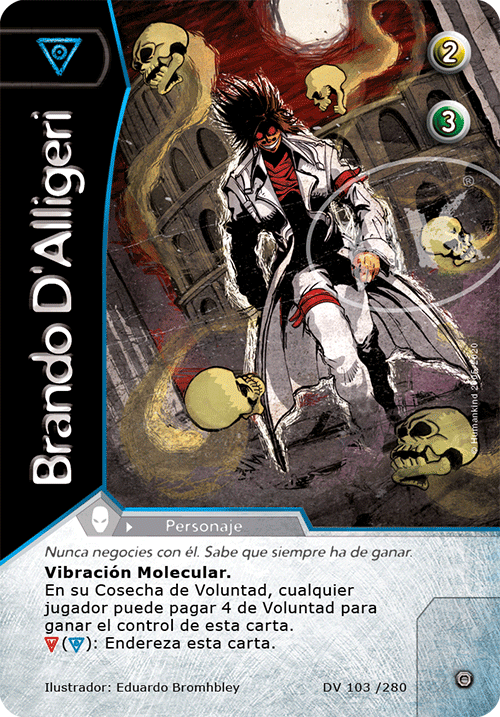 2
3
Brando D'Alligeri
Personaje
Nunca negocies con él. Sabe que siempre ha de ganar.
Vibración Molecular.
En su Cosecha de Voluntad, cualquier
jugador puede pagar 4 de Voluntad para
ganar el control de esta carta.
(): Endereza esta carta.
Ilustrador: Eduardo Bromhbley
DV 103 /280